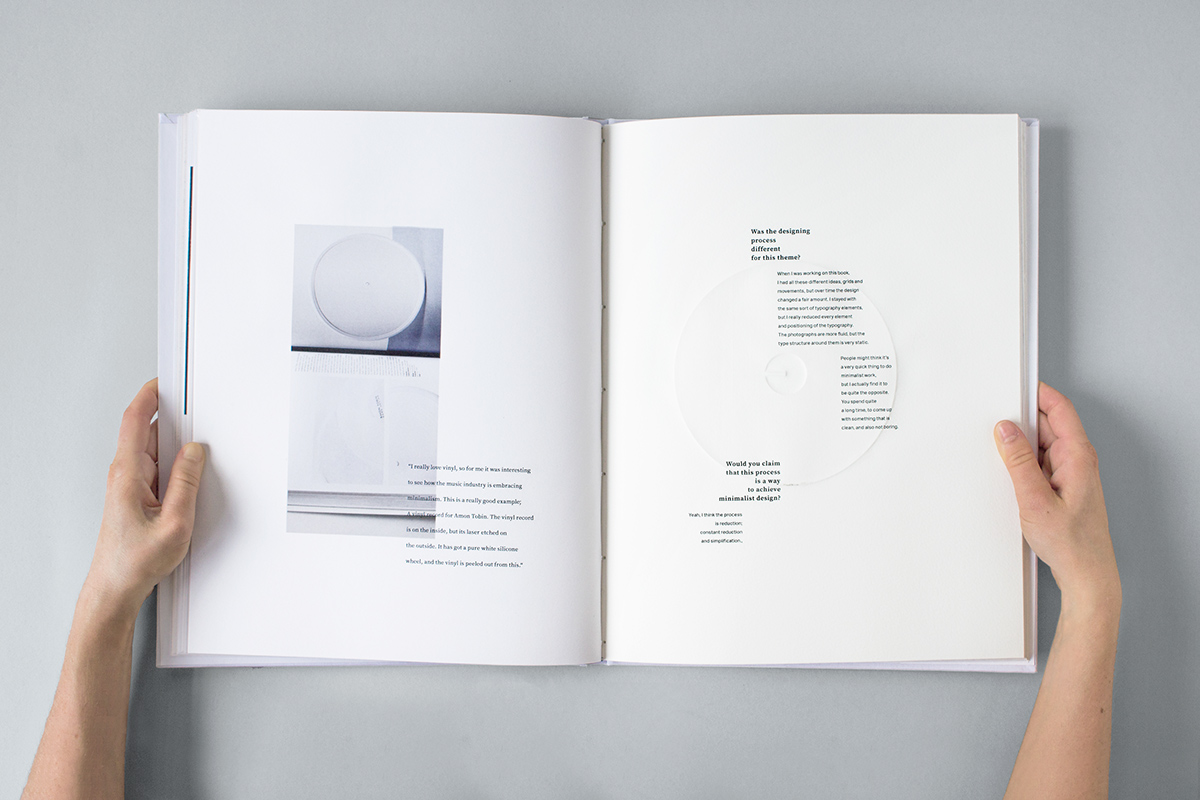 "I really love vinyl, so for me it was interesting
to see how the music industry is embracing
minimalism. This is a really good example;
A vinyl record for Amon Tobin. The vinyl record
is on the inside, but its laser etched on
the outside. It has got a pure white silicone
wheel, and the vinyl is peeled out from this."
Was the designing
process
different
for this theme?
When I was working on this book,
I had all these different ideas, grids and
movements, but over time the design
changed a fair amount. I stayed with
the same sort of typography elements,
but I really reduced every element
and positioning of the typography.
The photographs are more fluid, but the
type structure around them is very static.
People might think it's
a very quick thing to do
minimalist work,
but I actually find it to
be quite the opposite.
You spend quite
a long time, to come up
with something that is
clean, and also not boring.
Would you claim
that this process
is a way
to achieve
minimalist design?
Yeah, I think the process
is reduction;
constant reduction
and simplification.